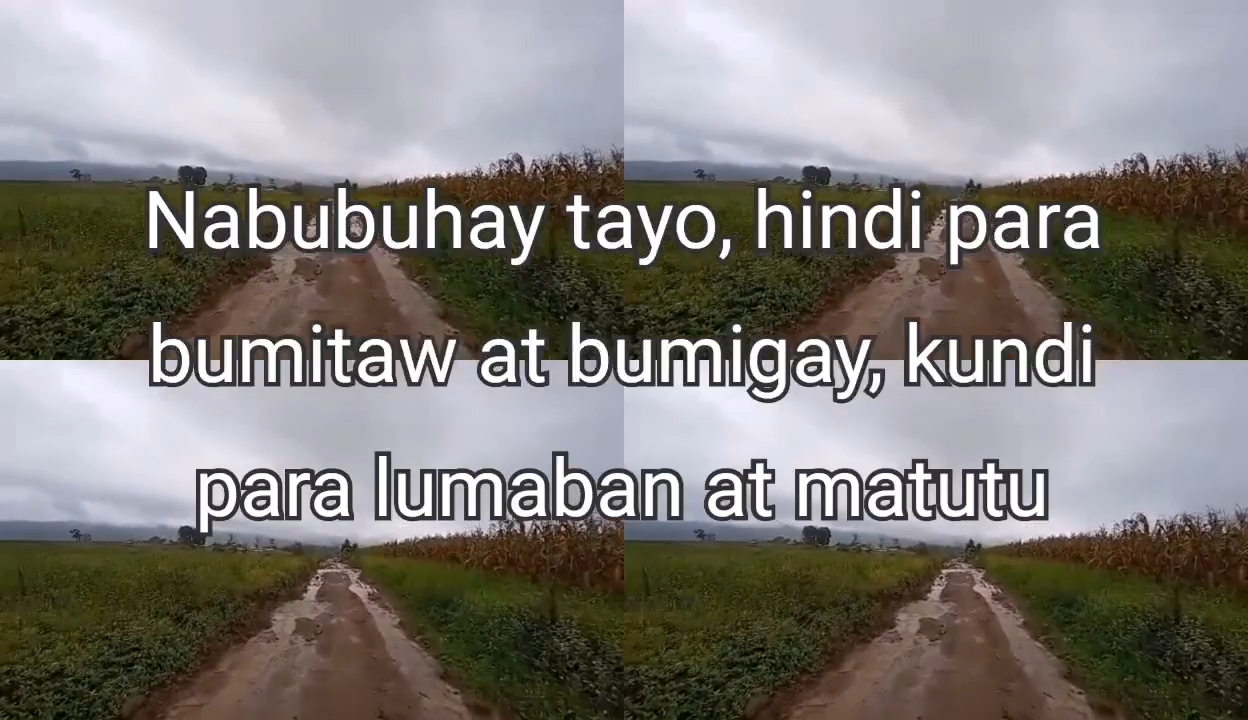 Nabubuhay tayo, hindi para
bumitaw at bumigay, kundi
para lumaban at matutu